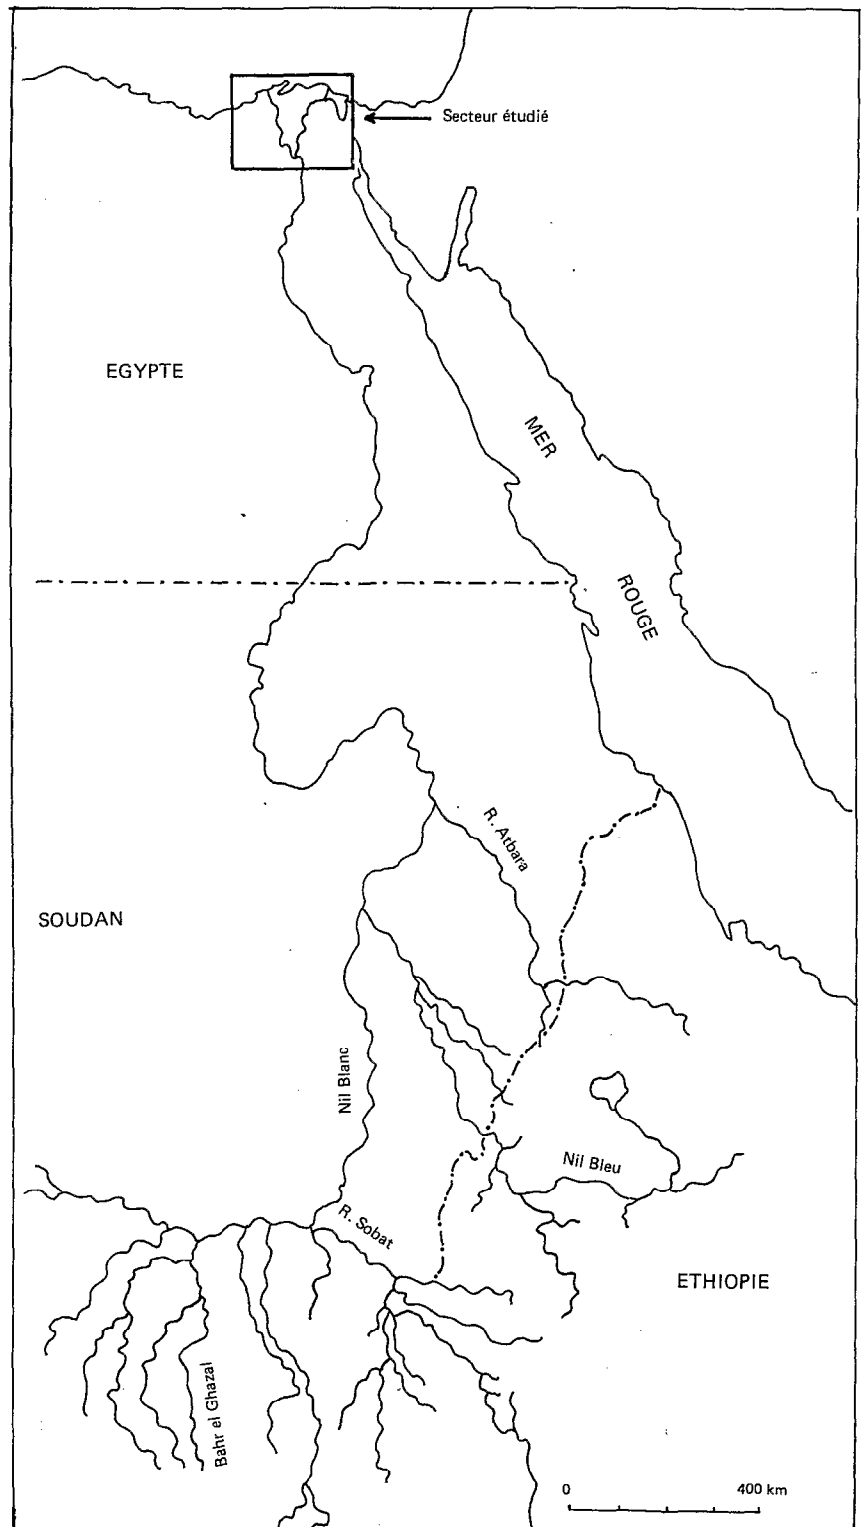 Secteur étudié
EGYPTE
MER
ROUGE
R. Atbara
SOUDAN
Nil Blanc
Nil Bleu
R. Sobat
ETHIOPIE
Bahr el Ghazal
0 400 km